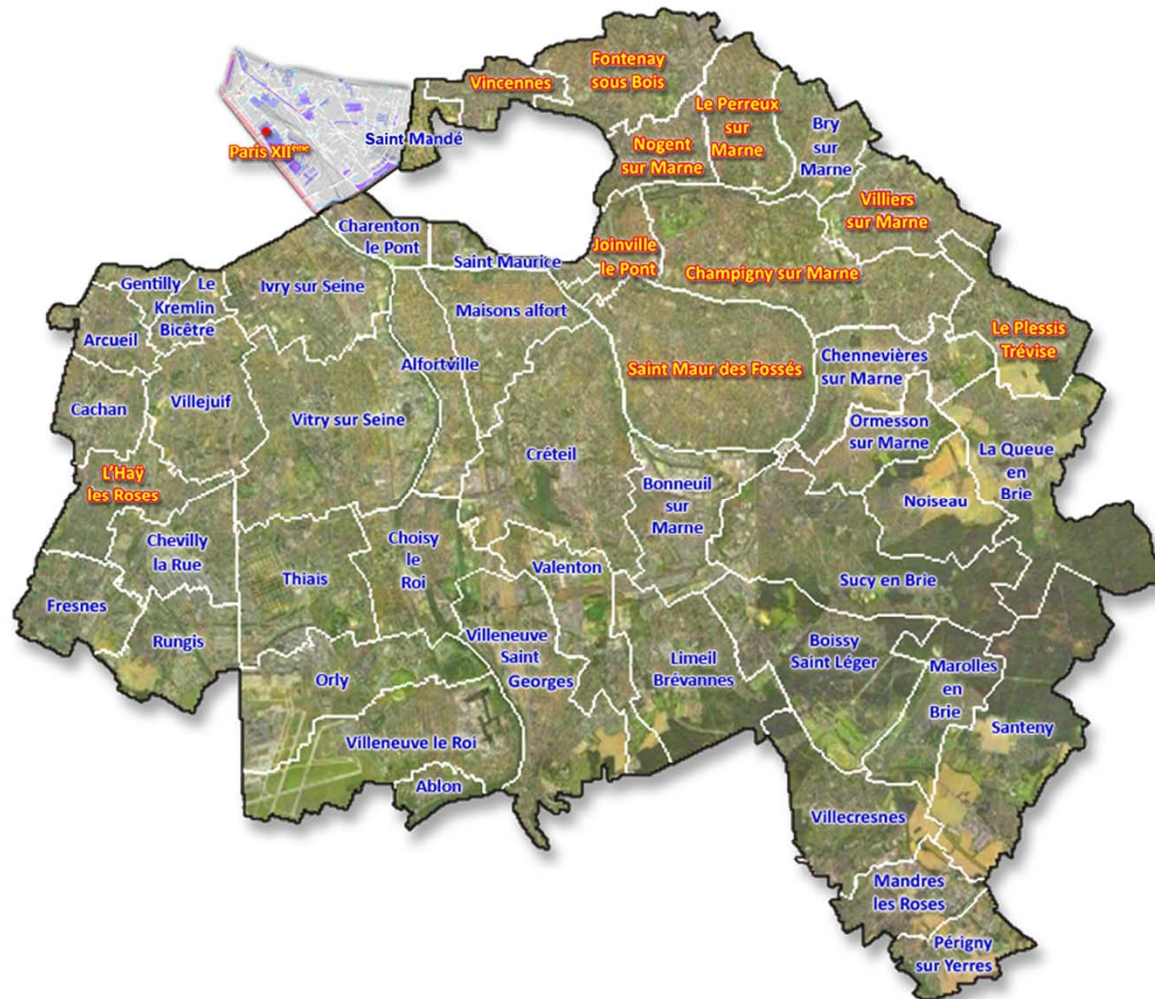 Fontenay
sous Bois
Vincennes
Le Perreux
sur
Marne
Bry
sur
Marne
Saint Mandé
Paris XIIème
Nogent
sur Marne
Villiers
sur Marne
Charenton
le Pont
Joinville
le Pont
Saint Maurice
Champigny sur Marne
Gentilly
Le
Kremlin
Bicêtre
Ivry sur Seine
Maisons alfort
Arcueil
Le Plessis
Trévise
Chennevières
sur Marne
Alfortville
Saint Maur des Fossés
Cachan
Villejuif
Vitry sur Seine
Ormesson
sur Marne
La Queue
en
Brie
Créteil
L'Haÿ
les Roses
Bonneuil
sur
Marne
Noiseau
Chevilly
la Rue
Choisy
le
Roi
Thiais
Valenton
Sucy en Brie
Fresnes
Rungis
Villeneuve
Saint
Georges
Limeil
Brévannes
Boissy
Saint Léger
Marolles
en
Brie
Orly
Santeny
Villeneuve le Roi
Ablon
Villecresnes
Mandres
les Roses
Périgny
sur Yerres